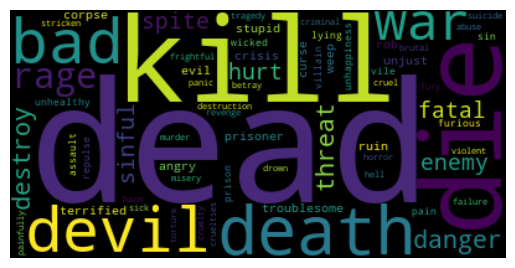 corpse
stricken
spite
tragedy
frightful
stupid
wicked
criminal
lying
suicide
abuse
brutal
sin
bad
kill
war
rob
rage
evil
panic
hurt
crisis
betray
curse
villain
weep
unhappiness
vile
unjust
cruel
die
fury
unhealthy
destruction
revenge
fatal
furious
destroy
assault
repulse
sinful
dead
murder
angry
misery
prisoner
prison
drown
threat
ruin
horror
hell
enemy
violent
harm
painfully
terrified
sick
devil
torture
cruelty
cruelties
troublesome
death
pain
failure
danger